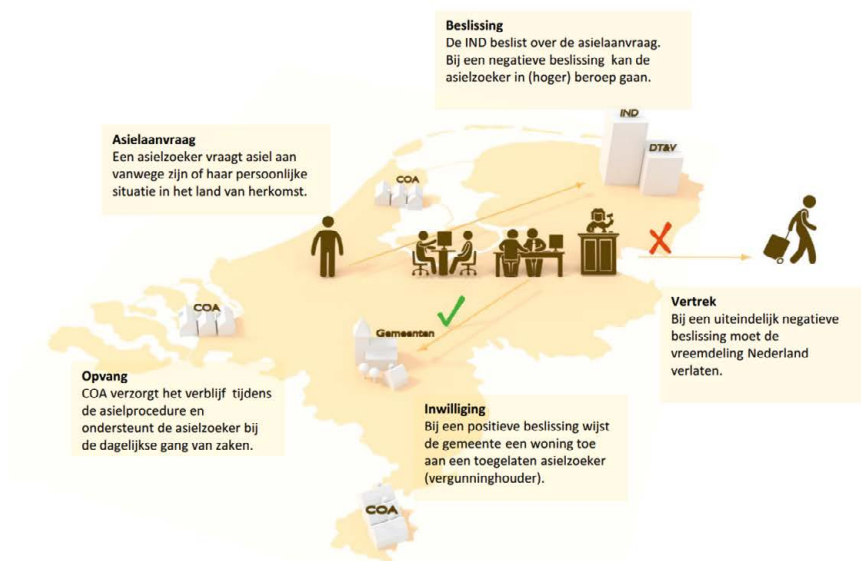 Beslissing
De IND beslist over de asielaanvraag.
Bij een negatieve beslissing kan de
asielzoeker in (hoger) beroep gaan.
IND
DT&V
Asielaanvraag
Een asielzoeker vraagt asiel aan
vanwege zijn of haar persoonlijke
situatie in het land van herkomst.
COA
COA
Gemeenten
Vertrek
Bij een uiteindelijk negatieve
beslissing moet de
vreemdeling Nederland
verlaten.
Opvang
COA verzorgt het verblijf tijdens
de asielprocedure en
ondersteunt de asielzoeker bij
de dagelijkse gang van zaken.
Inwilliging
Bij een positieve beslissing wijst
de gemeente een woning toe
aan een toegelaten asielzoeker
(vergunninghouder).
COA